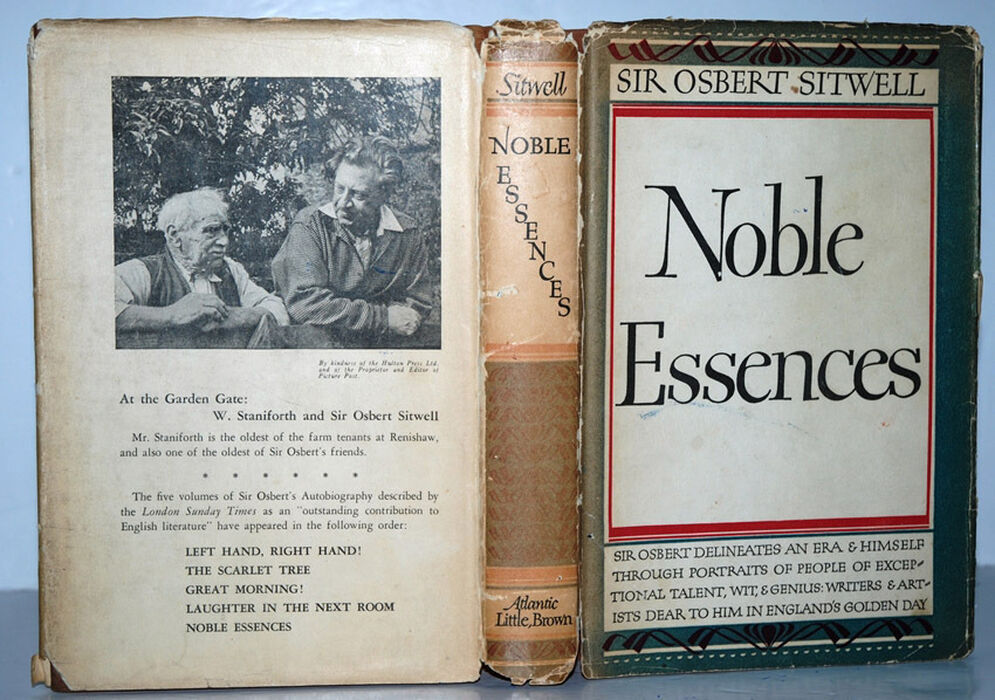 By kindness of the Hulton Press Ltd.
and of the Proprietor and Editor of
Picture Post.
At the Garden Gate:
W. Staniforth and Sir Osbert Sitwell
Mr. Staniforth is the oldest of the farm tenants at Renishaw,
and also one of the oldest of Sir Osbert's friends.
* * * * * *
The five volumes of Sir Osbert's Autobiography described by
the London Sunday Times as an "outstanding contribution to
English literature" have appeared in the following order:
LEFT HAND, RIGHT HAND!
THE SCARLET TREE
GREAT MORNING!
LAUGHTER IN THE NEXT ROOM
NOBLE ESSENCES
Sitwell
NOBLE
ESSENCES
Atlantic
Little, Brown
SIR OSBERT SITWELL
Noble
Essences
SIR OSBERT DELINEATES AN ERA & HIMSELF
THROUGH PORTRAITS OF PEOPLE OF EXCEP-
TIONAL TALENT, WIT, & GENIUS: WRITERS & ART-
ISTS DEAR TO HIM IN ENGLAND'S GOLDEN DAY